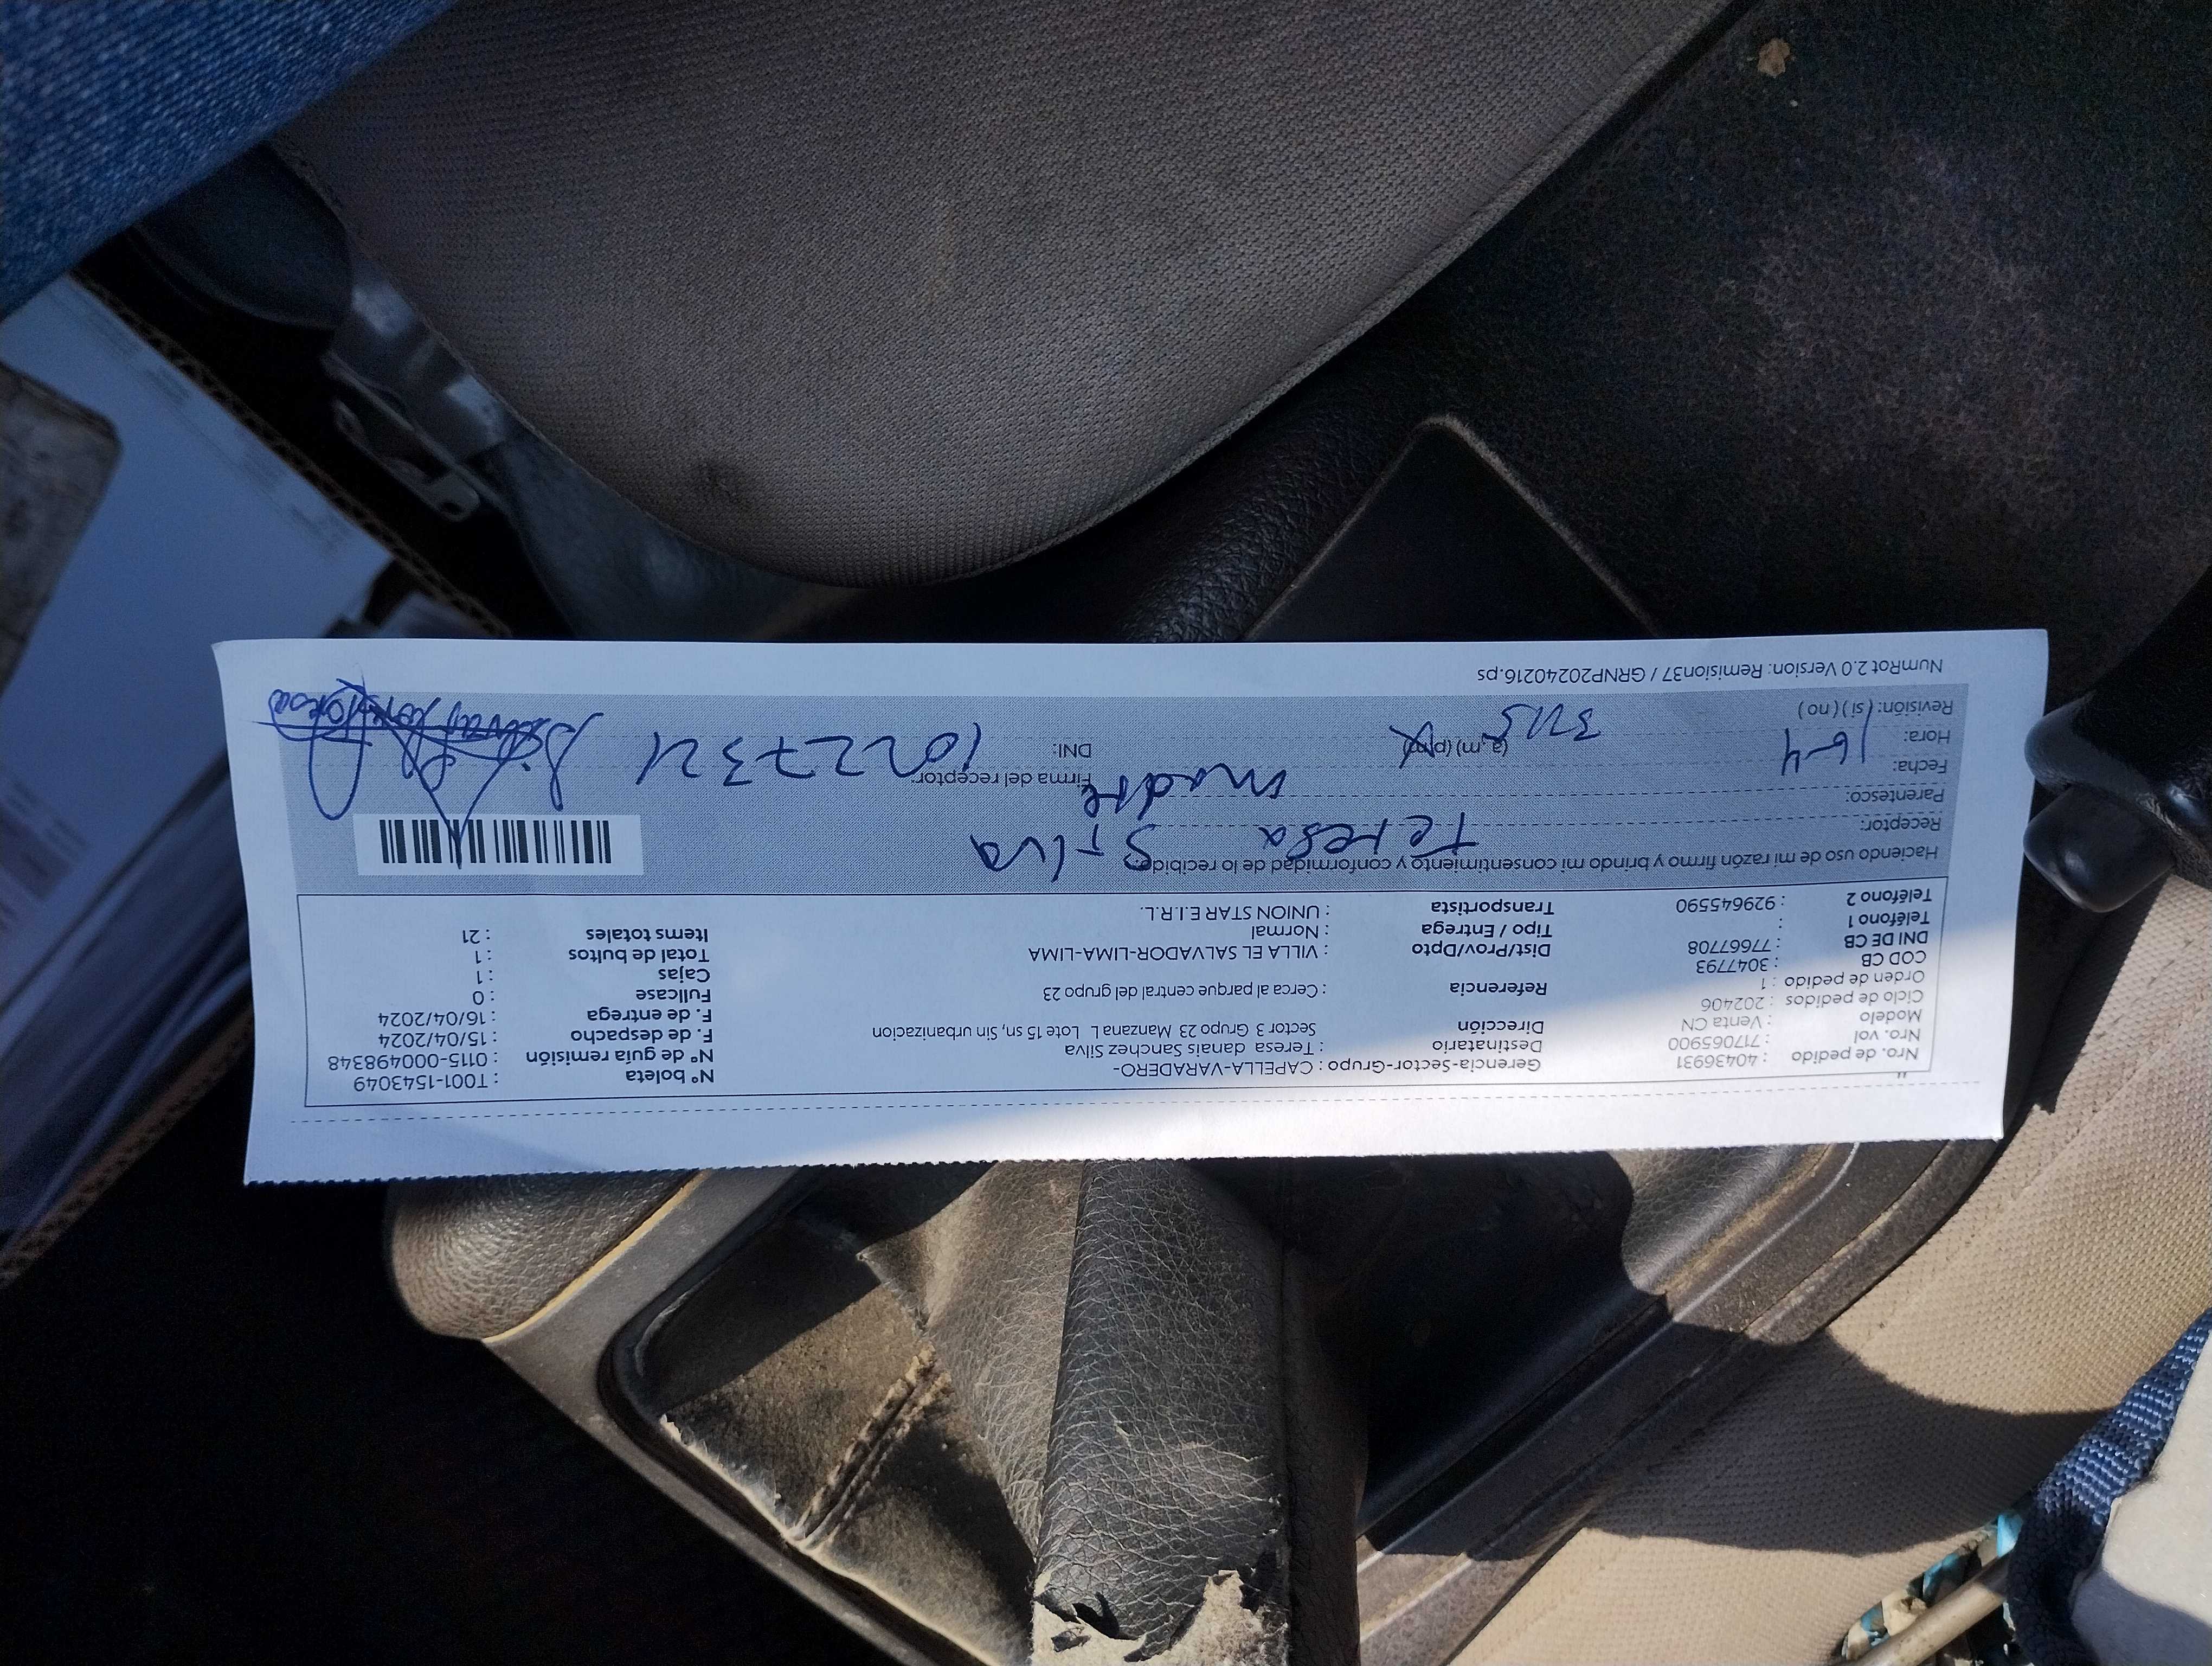 Nro. de pedido : 40436931 Gerencia-Sector-Grupo : CAPELLA-VARADERO- Nº boleta : T001-1543049
Nro. vol : 717065900 Destinatario : Teresa danais Sanchez Silva Nº de guía remisión : 0115-000498348
Modelo : Venta CN Dirección Sector 3 Grupo 23 Manzana L Lote 15 sn, Sin urbanizacion F. de despacho : 15/04/2024
Ciclo de pedidos : 202406 F. de entrega : 16/04/2024
Orden de pedido : 1 Referencia : Cerca al parque central del grupo 23 Fullcase : 0
COD CB : 3047793 Cajas : 1
DNI DE CB : 77667708 Dist/Prov/Dpto : VILLA EL SALVADOR-LIMA-LIMA Total de bultos : 1
Teléfono 1 : Tipo / Entrega : Normal Items totales : 21
Teléfono 2 : 929645590 Transportista : UNION STAR E.I.R.L.
Haciendo uso de mi razón firmo y brindo mi consentimiento y conformidad de lo recibido.
Receptor: Teresa Silva
Parentesco: madre
Fecha: 16-4 Firma del receptor:
Hora: (a. m) (p.m) DNI: 10227321
Revisión: ( si ) ( no )
NumRot 2.0 Version: Remision37 / GRNP20240216.ps